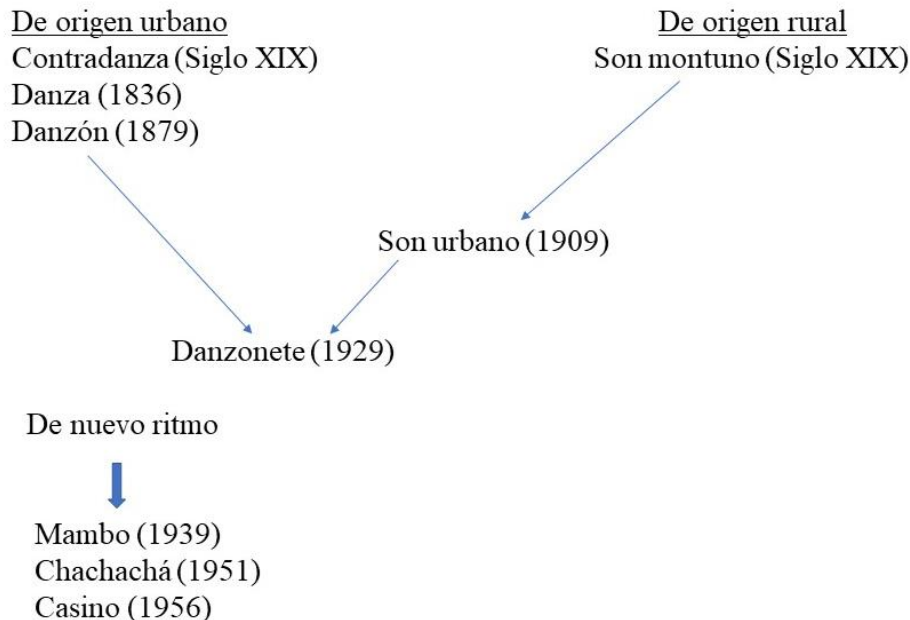 De origen urbano
Contradanza (Siglo XIX)
Danza (1836)
Danzón (1879)
De origen rural
Son montuno (Siglo XIX)
Son urbano (1909)
Danzonete (1929)
De nuevo ritmo
Mambo (1939)
Chachachá (1951)
Casino (1956)